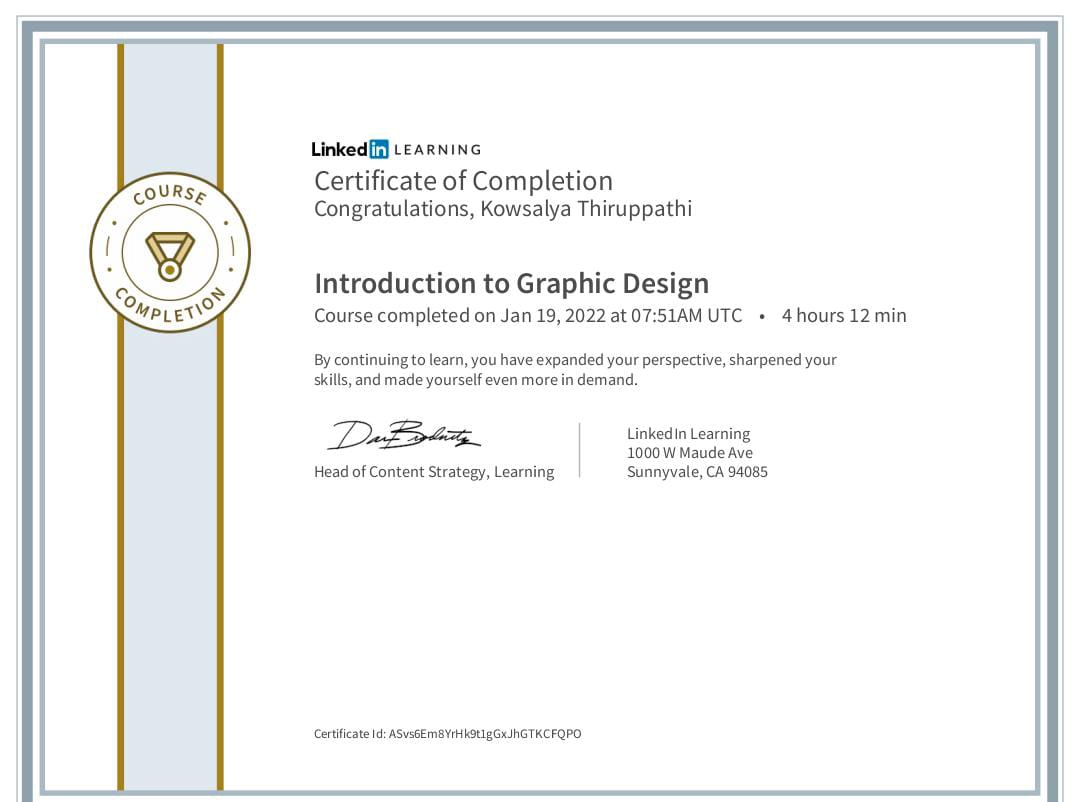 Linked in LEARNING
Certificate of Completion
Congratulations, Kowsalya Thiruppathi
COURSE
COMPLETION
Introduction to Graphic Design
Course completed on Jan 19, 2022 at 07:51AM UTC • 4 hours 12 min
By continuing to learn, you have expanded your perspective, sharpened your
skills, and made yourself even more in demand.
Head of Content Strategy, Learning
LinkedIn Learning
1000 W Maude Ave
Sunnyvale, CA 94085
Certificate Id: ASvs6Em8YrHk9t1gGxJhGTKCFQPO